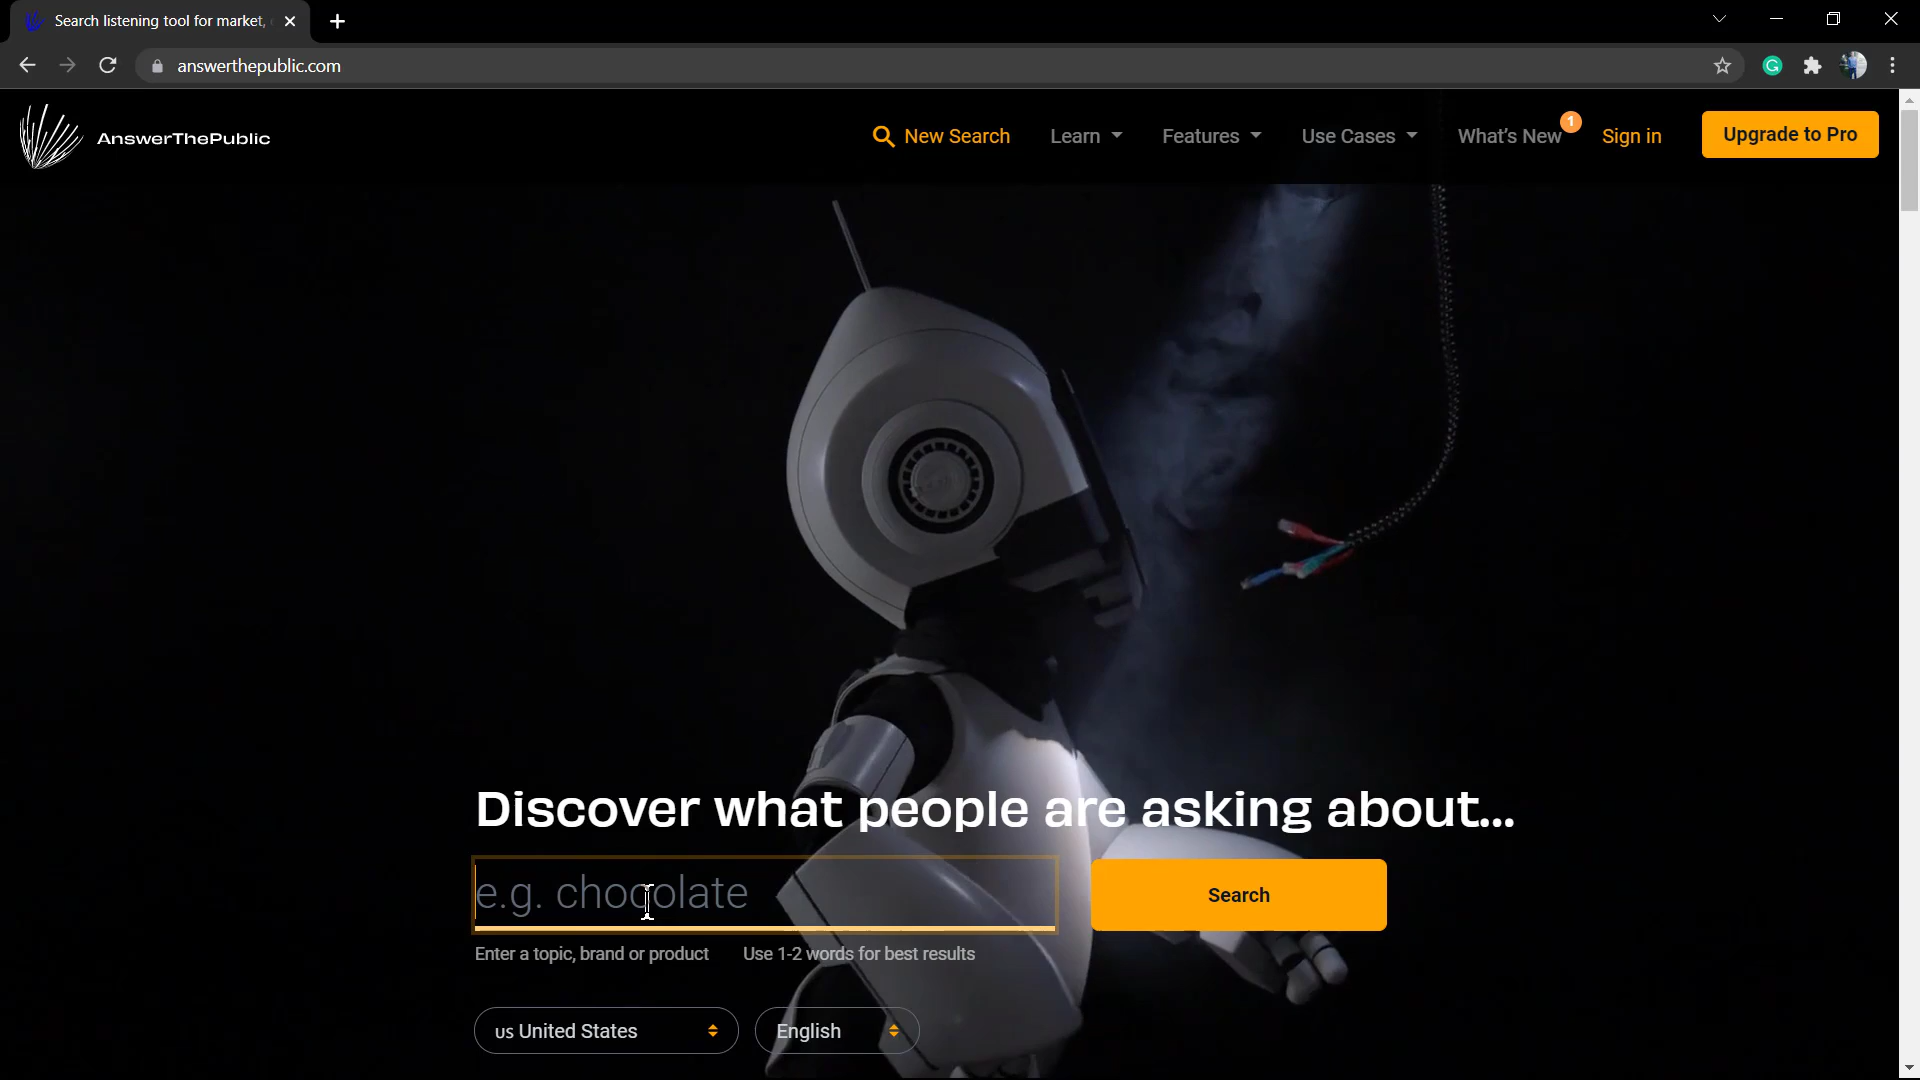 Search listening tool for market,
answerthepublic.com
AnswerThePublic
New Search
Learn
Features
Use Cases
What's New
1
Sign in
Upgrade to Pro
Discover what people are asking about...
e.g. chocolate
Search
Enter a topic, brand or product
Use 1-2 words for best results
us United States
English